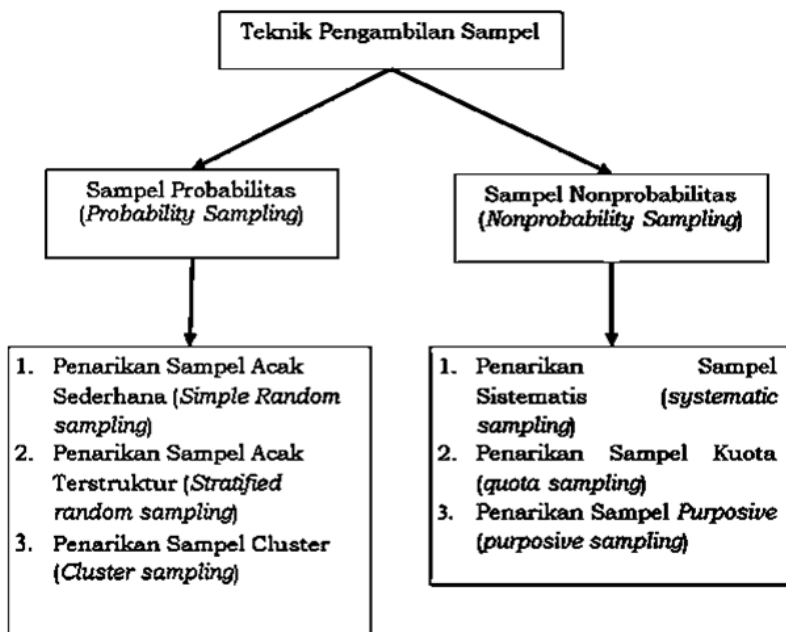 Teknik Pengambilan Sampel
Sampel Probabilitas
(Probability Sampling)
Sampel Nonprobabilitas
(Nonprobability Sampling)
1. Penarikan Sampel Acak
Sederhana (Simple Random
sampling)
2. Penarikan Sampel Acak
Terstruktur (Stratified
random sampling)
3. Penarikan Sampel Cluster
(Cluster sampling)
1. Penarikan Sampel
Sistematis (systematic
sampling)
2. Penarikan Sampel Kuota
(quota sampling)
3. Penarikan Sampel Purposive
(purposive sampling)